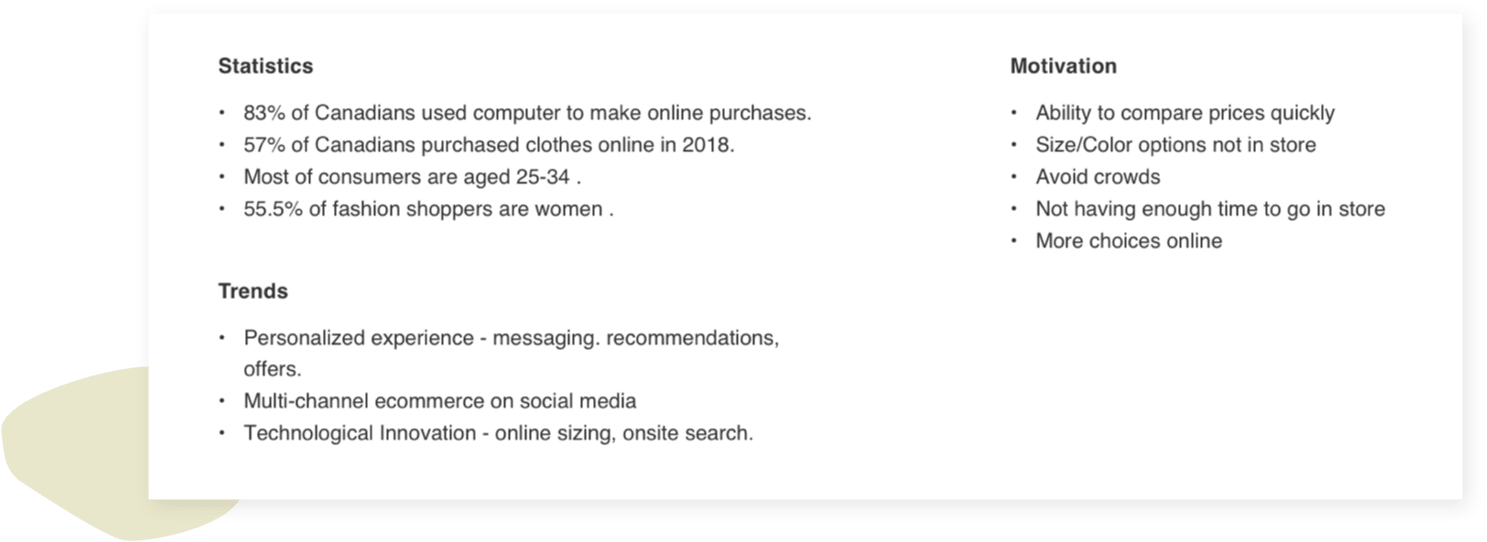 Statistics
• 83% of Canadians used computer to make online purchases.
• 57% of Canadians purchased clothes online in 2018.
• Most of consumers are aged 25-34 .
• 55.5% of fashion shoppers are women .
Trends
• Personalized experience - messaging. recommendations,
offers.
• Multi-channel ecommerce on social media
• Technological Innovation - online sizing, onsite search.
Motivation
• Ability to compare prices quickly
• Size/Color options not in store
• Avoid crowds
• Not having enough time to go in store
• More choices online